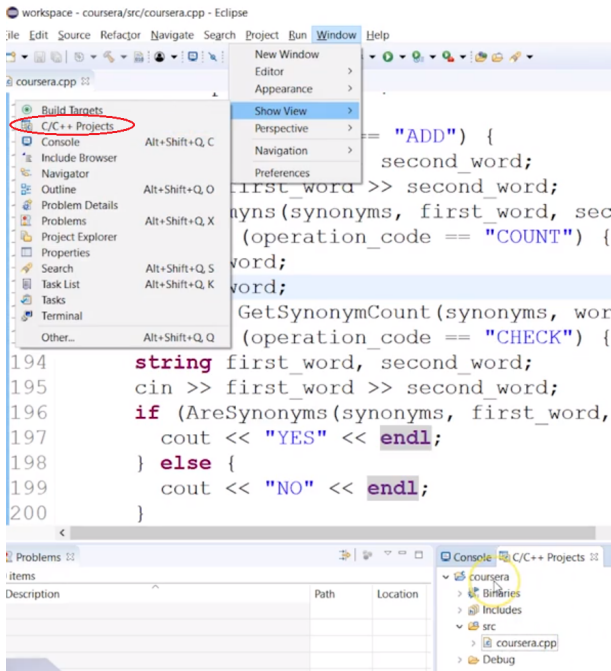 workspace - coursera/src/coursera.cpp - Eclipse
File Edit Source Refactor Navigate Search Project Run Window Help
New Window
Editor
Appearance
Show View
Perspective
Navigation
Preferences
coursera.cpp
Build Targets
C/C++ Projects
Console Alt+Shift+Q, C
Include Browser
Navigator
Outline Alt+Shift+Q, O
Problem Details
Problems Alt+Shift+Q, X
Project Explorer
Properties
Search Alt+Shift+Q, S
Task List Alt+Shift+Q, K
Tasks
Terminal
Other... Alt+Shift+Q, Q
== "ADD") {
second_word;
first_word >> second_word;
myns(synonyms, first_word, sec
(operation_code == "COUNT") {
word;
word;
GetSynonymCount(synonyms, wor
(operation_code == "CHECK") {
194 string first_word, second_word;
195 cin >> first_word >> second_word;
196 if (AreSynonyms(synonyms, first_word,
197 cout << "YES" << endl;
198 } else {
199 cout << "NO" << endl;
200 }
Problems
items
Description Path Location
Console C/C++ Projects
coursera
Binaries
Includes
src
coursera.cpp
Debug